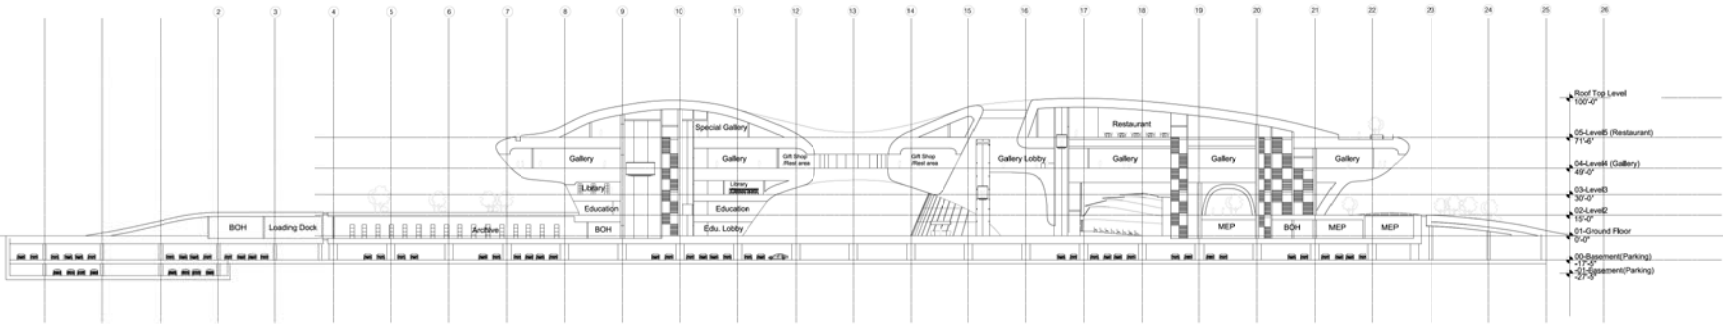 2 3 4 5 6 7 8 9 10 11 12 13 14 15 16 17 18 19 20 21 22 23 24 25 26
Roof Top Level
100'-0"
Restaurant
Special Gallery
05-Level5 (Restaurant)
71'-6"
Gallery Gallery Gift Shop /Rest area Gift Shop /Rest area Gallery Lobby Gallery Gallery Gallery
04-Level4 (Gallery)
49'-0"
Library Library
03-Level3
30'-0"
Education Education
02-Level2
15'-0"
BOH Loading Dock Archive BOH Edu. Lobby MEP BOH MEP MEP
01-Ground Floor
0'-0"
00-Basement(Parking)
-17'-5"
-01-Basement(Parking)
-27'-5"